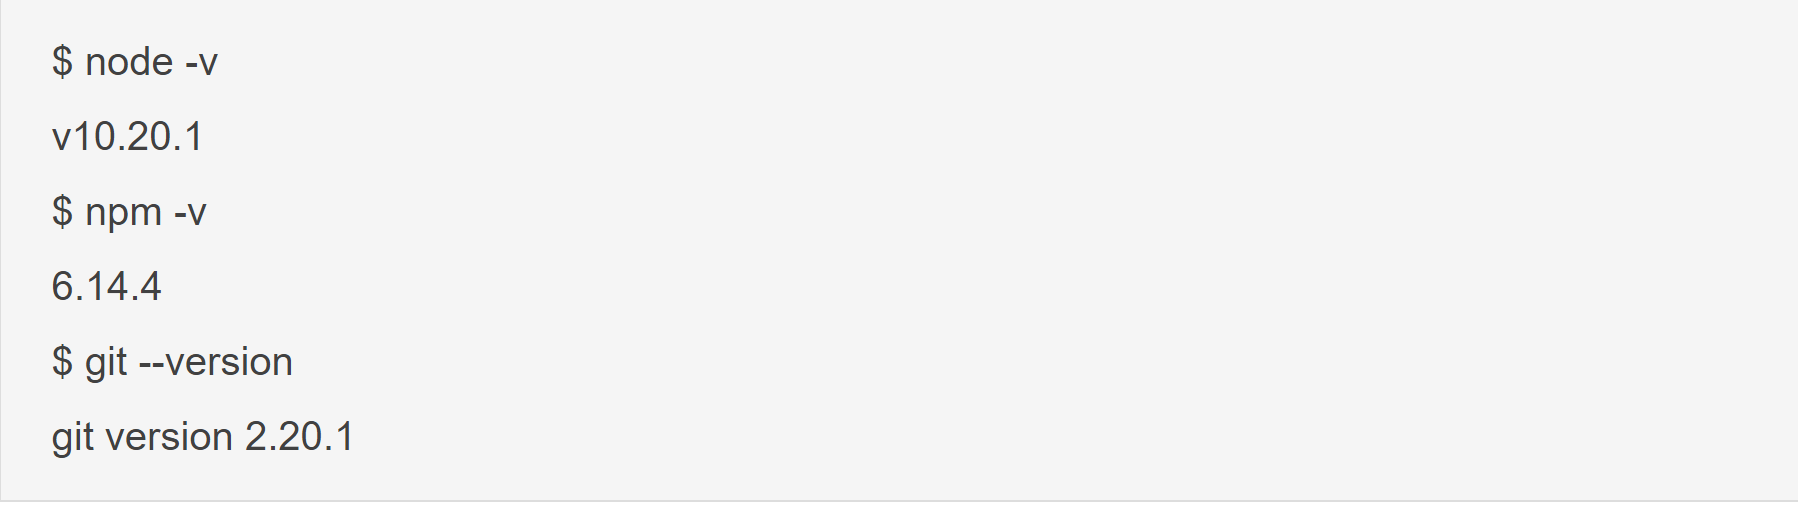 $ node -v
v10.20.1
$ npm -v
6.14.4
$ git --version
git version 2.20.1